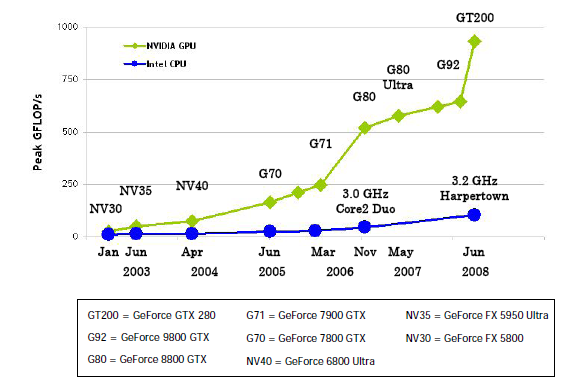 GT200
1000
NVIDIA GPU
Intel CPU
G80
Ultra
G92
750
G80
Peak GFLOP/s
500
G71
G70
NV40
NV35
NV30
250
3.0 GHz
Core2 Duo
3.2 GHz
Harpertown
0
Jan Jun Apr Jun Mar Nov May Jun
2003 2004 2005 2006 2007 2008
GT200 = GeForce GTX 280
G92 = GeForce 9800 GTX
G80 = GeForce 8800 GTX
G71 = GeForce 7900 GTX
G70 = GeForce 7800 GTX
NV40 = GeForce 6800 Ultra
NV35 = GeForce FX 5950 Ultra
NV30 = GeForce FX 5800